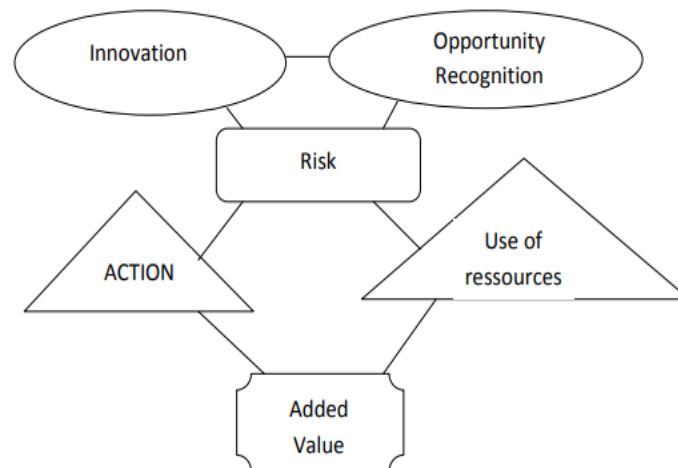 Innovation
Opportunity
Recognition
Risk
ACTION
Use of
ressources
Added
Value